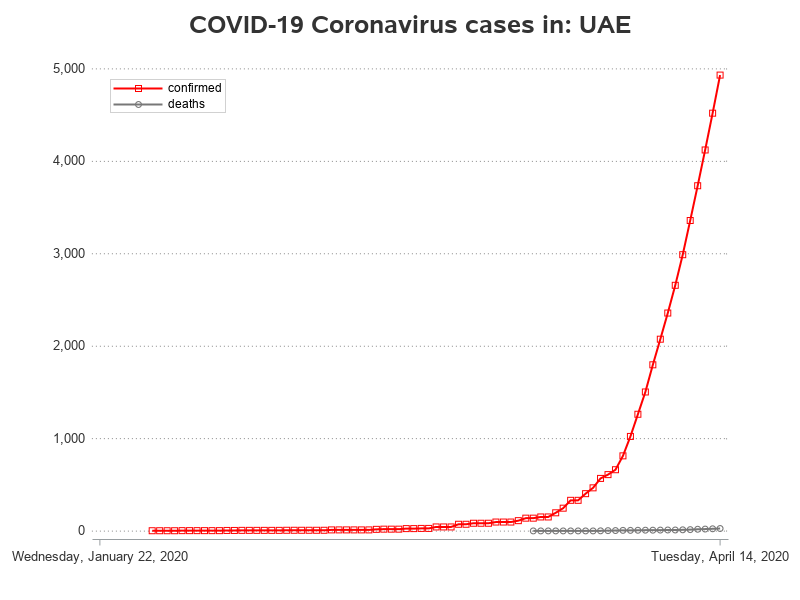 COVID-19 Coronavirus cases in: UAE
5,000
confirmed
deaths
4,000
3,000
2,000
1,000
0
Wednesday, January 22, 2020
Tuesday, April 14, 2020